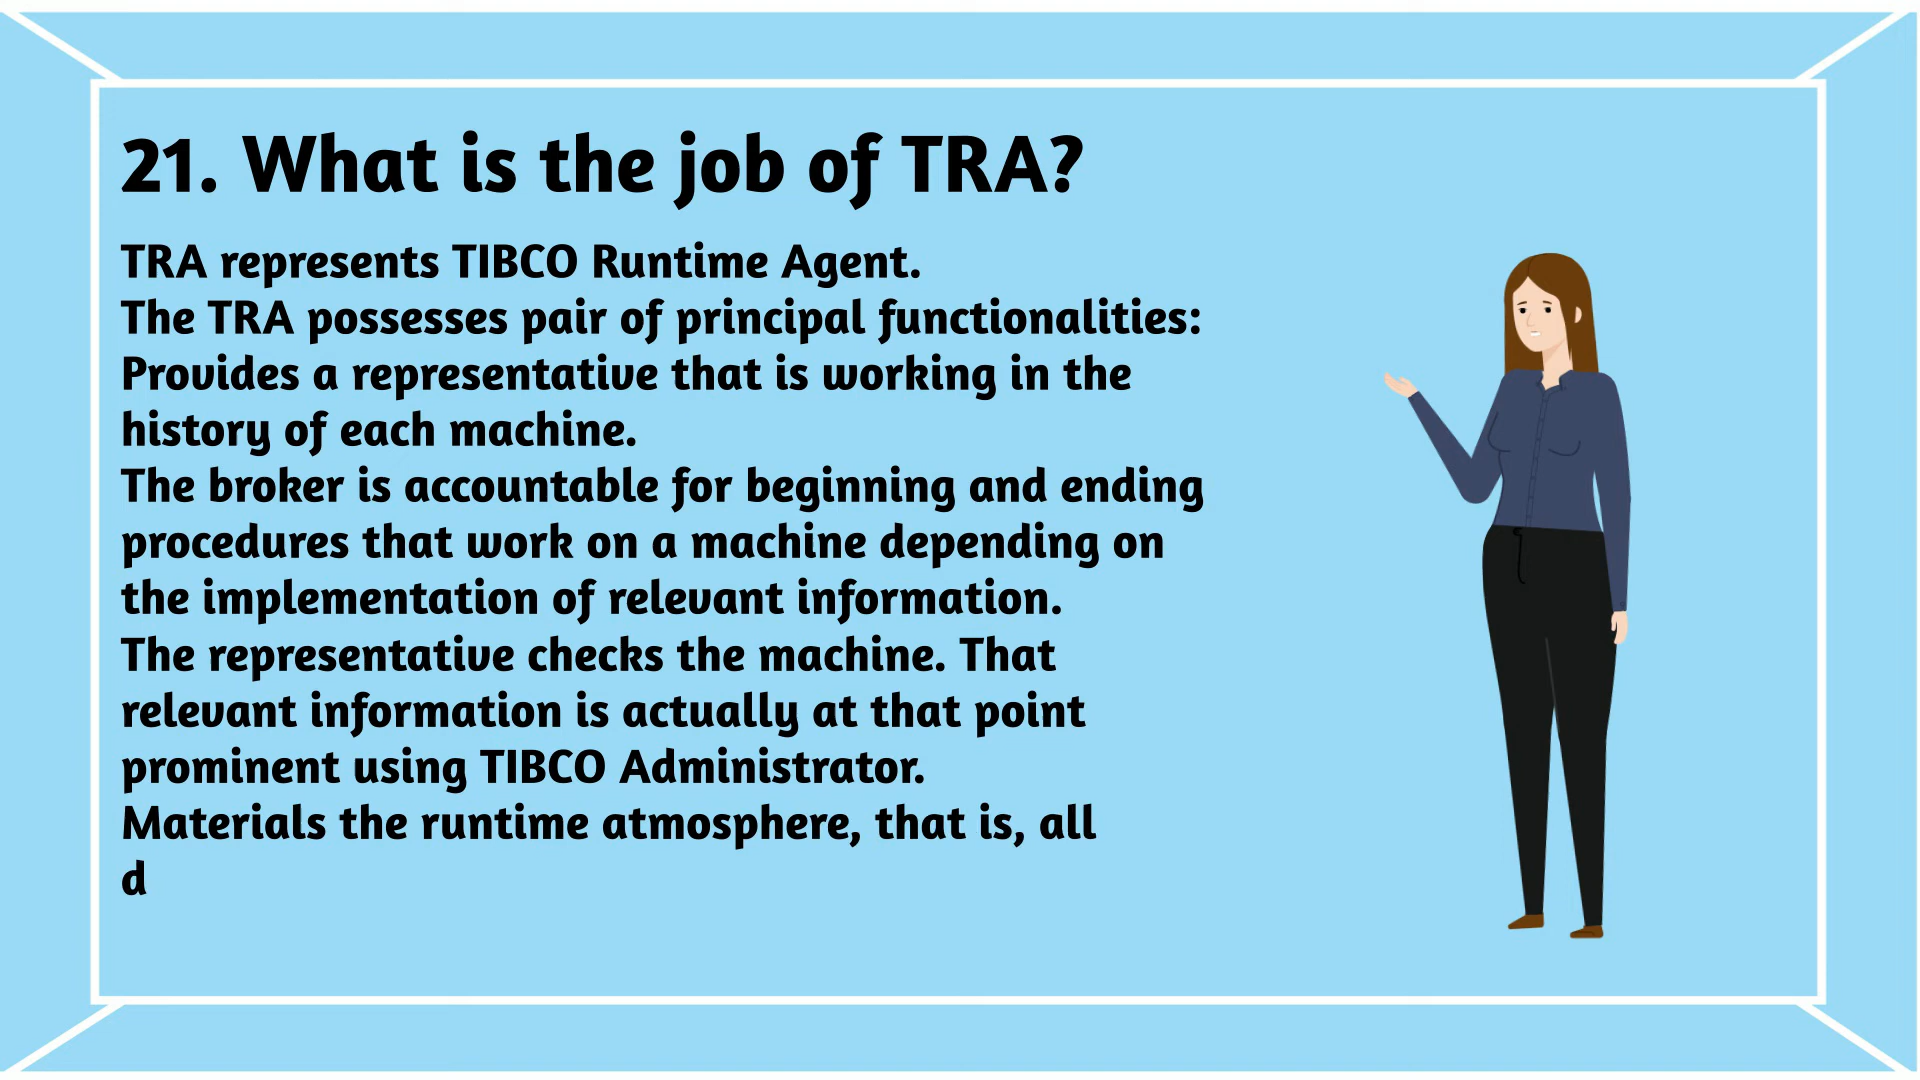 21. What is the job of TRA?
TRA represents TIBCO Runtime Agent.
The TRA possesses pair of principal functionalities:
Provides a representative that is working in the
history of each machine.
The broker is accountable for beginning and ending
procedures that work on a machine depending on
the implementation of relevant information.
The representative checks the machine. That
relevant information is actually at that point
prominent using TIBCO Administrator.
Materials the runtime atmosphere, that is, all
d